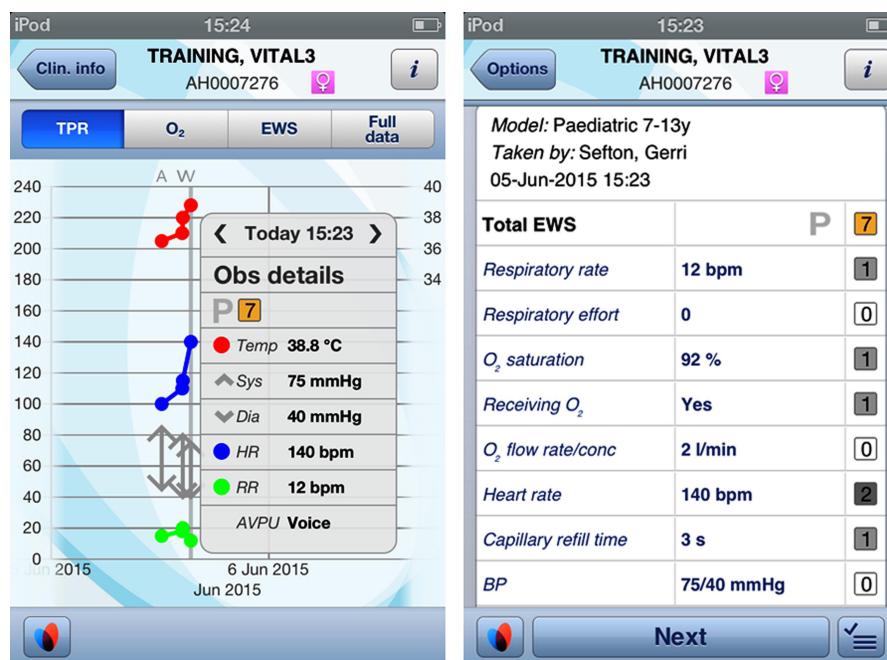 iPod 15:24
Clin. info
TRAINING, VITAL3
AH0007276
i
TPR O2 EWS Full data
A W
240 40
220 38
200 36
180 34
160
140
120
100
80
60
40
20
0
Today 15:23
Obs details
P 7
Temp 38.8 °C
Sys 75 mmHg
Dia 40 mmHg
HR 140 bpm
RR 12 bpm
AVPU Voice
Jun 2015 6 Jun 2015
Jun 2015
iPod 15:23
Options
TRAINING, VITAL3
AH0007276
i
Model: Paediatric 7-13y
Taken by: Sefton, Gerri
05-Jun-2015 15:23
Total EWS P 7
Respiratory rate 12 bpm 1
Respiratory effort 0 0
O2 saturation 92 % 1
Receiving O2 Yes 1
O2 flow rate/conc 2 l/min 0
Heart rate 140 bpm 2
Capillary refill time 3 s 1
BP 75/40 mmHg 0
Next